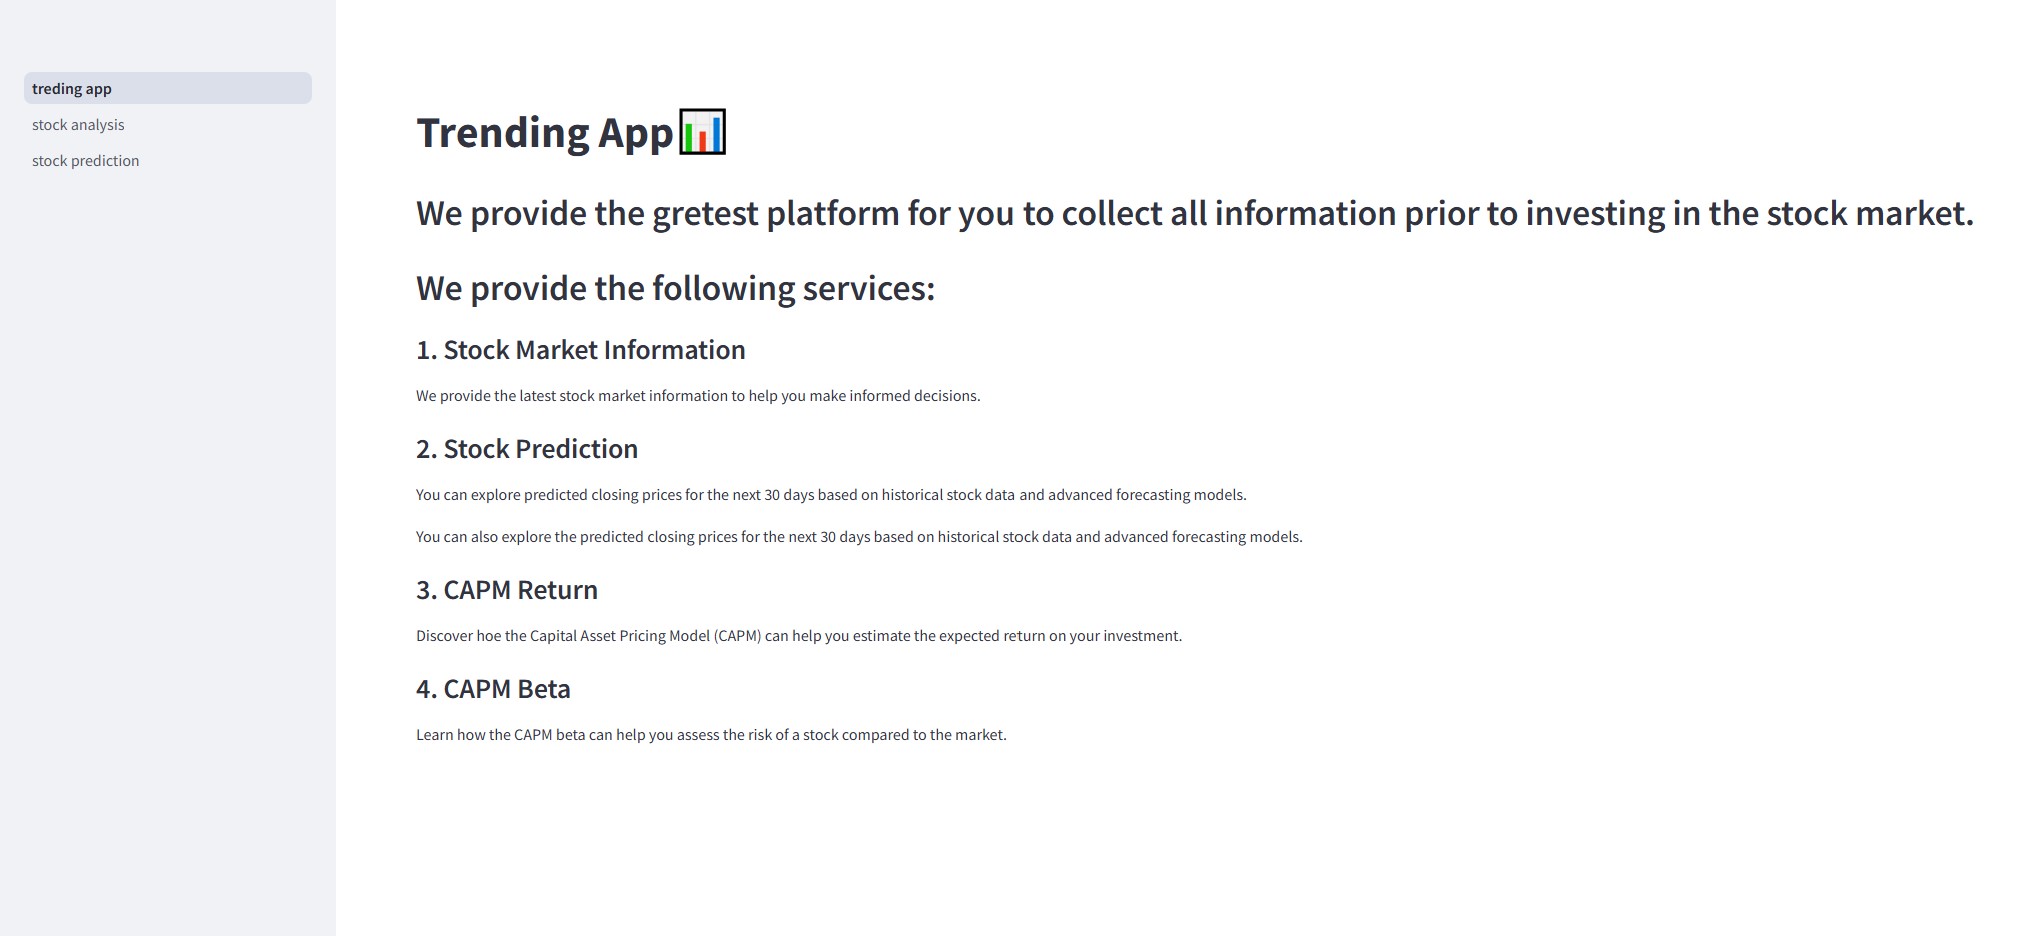 treding app
stock analysis
stock prediction
Trending App📊
We provide the gretest platform for you to collect all information prior to investing in the stock market.
We provide the following services:
1. Stock Market Information
We provide the latest stock market information to help you make informed decisions.
2. Stock Prediction
You can explore predicted closing prices for the next 30 days based on historical stock data and advanced forecasting models.
You can also explore the predicted closing prices for the next 30 days based on historical stock data and advanced forecasting models.
3. CAPM Return
Discover hoe the Capital Asset Pricing Model (CAPM) can help you estimate the expected return on your investment.
4. CAPM Beta
Learn how the CAPM beta can help you assess the risk of a stock compared to the market.